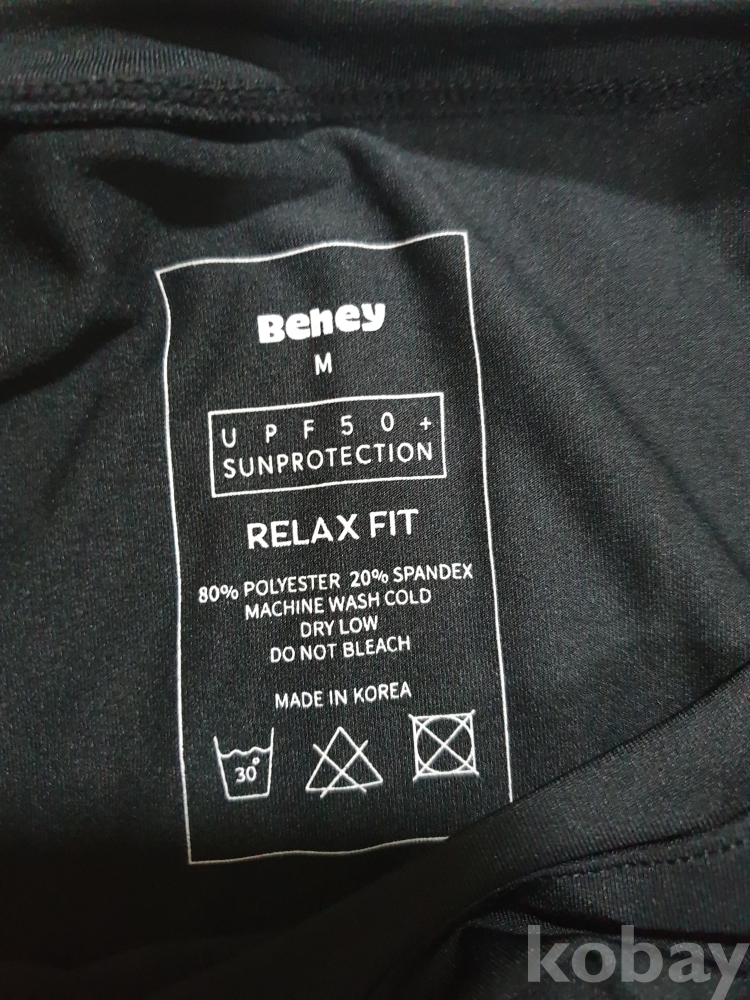 Beney
M
U P F 5 0 +
SUNPROTECTION
RELAX FIT
80% POLYESTER 20% SPANDEX
MACHINE WASH COLD
DRY LOW
DO NOT BLEACH
MADE IN KOREA
30°
kobay